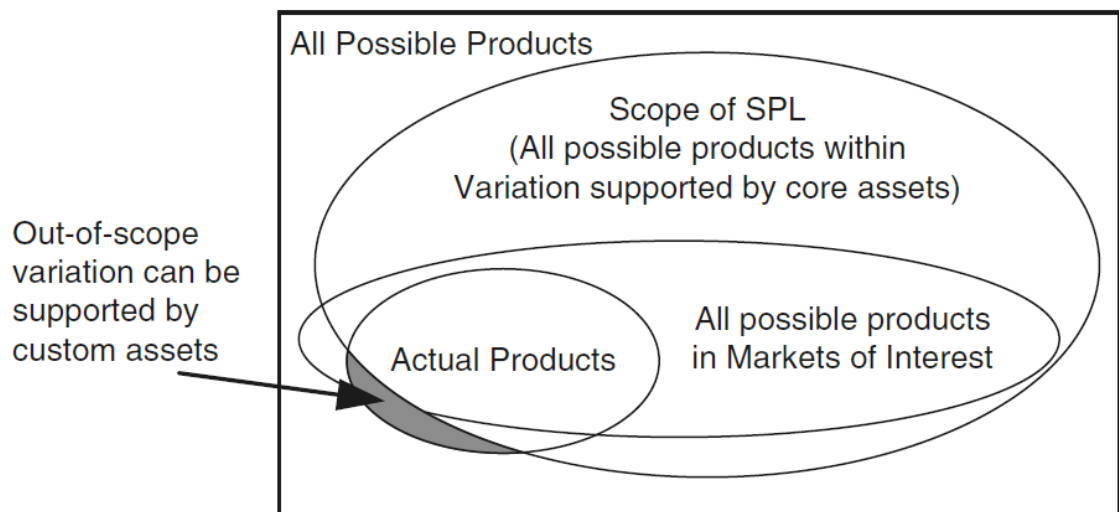 All Possible Products
Scope of SPL
(All possible products within
Variation supported by core assets)
Out-of-scope
variation can be
supported by
custom assets
Actual Products
All possible products
in Markets of Interest